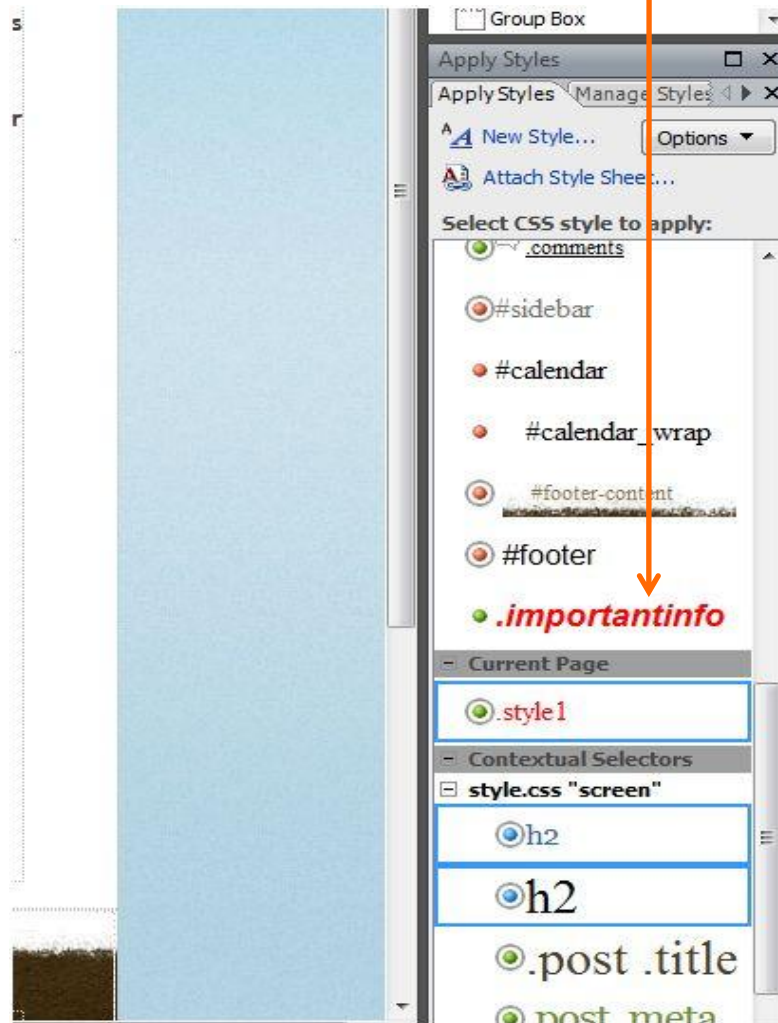 s
Group Box
r
Apply Styles
Apply Styles
Manage Styles
New Style...
Options
Attach Style Sheet...
Select CSS style to apply:
.comments
#sidebar
#calendar
#calendar_wrap
#footer-content
#footer
.importantinfo
Current Page
.style1
Contextual Selectors
style.css "screen"
h2
h2
.post .title
.post .meta